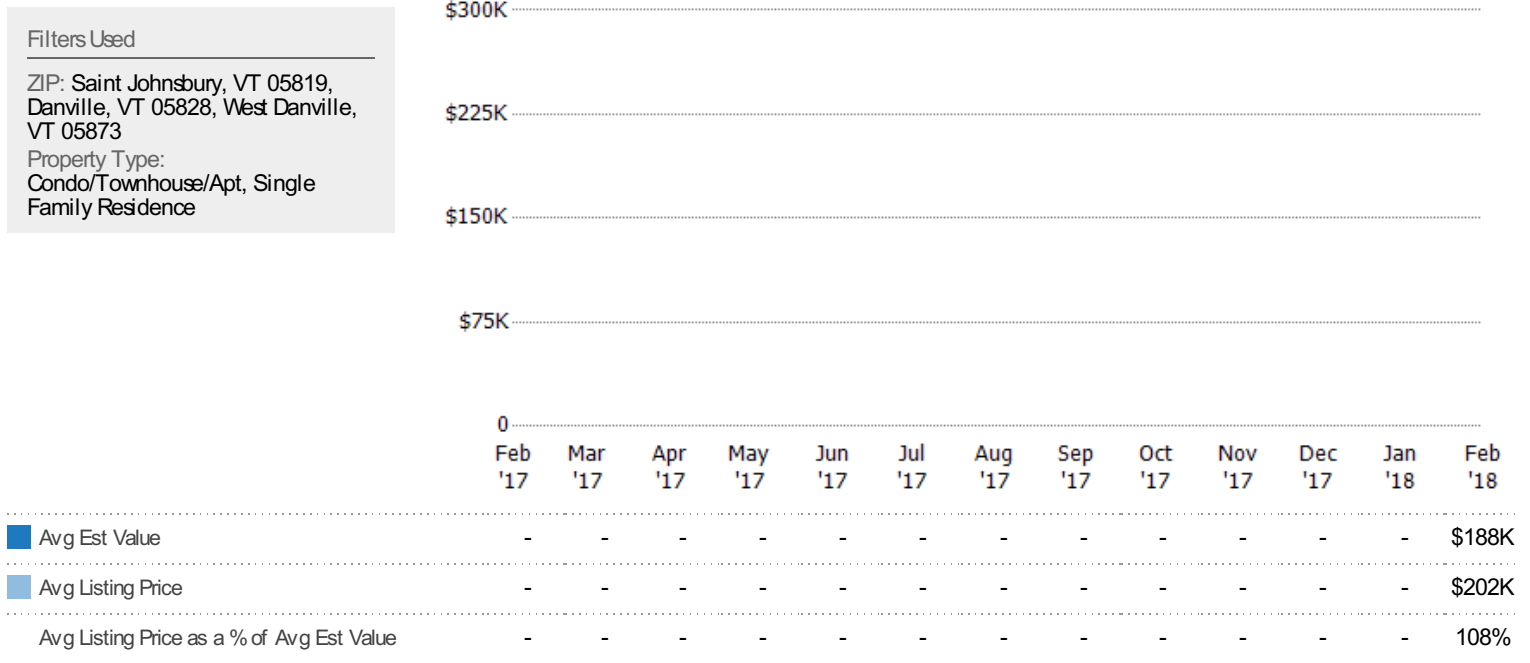 Filters Used
ZIP: Saint Johnsbury, VT 05819,
Danville, VT 05828, West Danville,
VT 05873
Property Type:
Condo/Townhouse/Apt, Single
Family Residence
$300K
$225K
$150K
$75K
0
Feb Mar Apr May Jun Jul Aug Sep Oct Nov Dec Jan Feb
'17 '17 '17 '17 '17 '17 '17 '17 '17 '17 '17 '18 '18
Avg Est Value - - - - - - - - - - - - $188K
Avg Listing Price - - - - - - - - - - - - $202K
Avg Listing Price as a % of Avg Est Value - - - - - - - - - - - - 108%